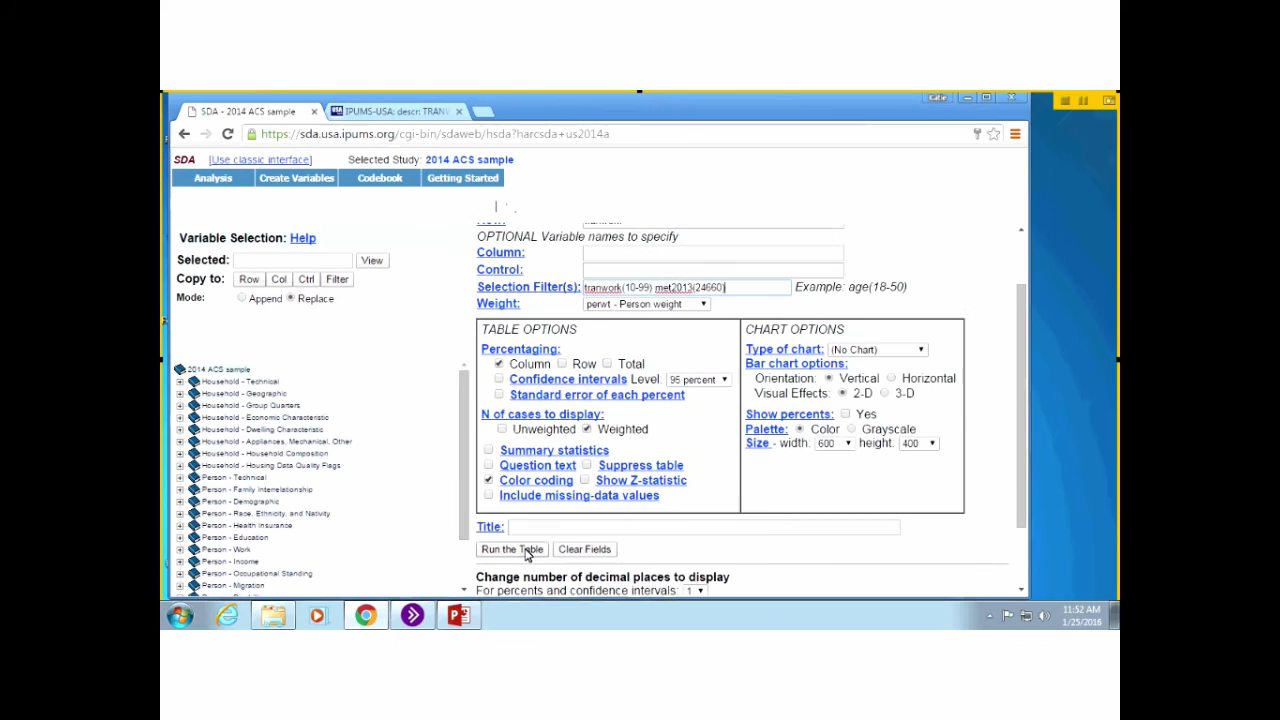 SDA - 2014 ACS sample
IPUMS-USA: descr: TRANW
https://sda.usa.ipums.org/cgi-bin/sdaweb/hsda?harcsda+us2014a
SDA [Use classic interface] Selected Study: 2014 ACS sample
Analysis Create Variables Codebook Getting Started
Variable Selection: Help
Selected: View
Copy to: Row Col Ctrl Filter
Mode: Append Replace
2014 ACS sample
Household - Technical
Household - Geographic
Household - Group Quarters
Household - Economic Characteristic
Household - Dwelling Characteristic
Household - Appliances, Mechanical, Other
Household - Household Composition
Household - Housing Data Quality Flags
Person - Technical
Person - Family Interrelationship
Person - Demographic
Person - Race, Ethnicity, and Nativity
Person - Health Insurance
Person - Education
Person - Work
Person - Income
Person - Occupational Standing
Person - Migration
OPTIONAL Variable names to specify
Column:
Control:
Selection Filter(s): tranwork(10-99) met2013(24660) Example: age(18-50)
Weight: perwt - Person weight
TABLE OPTIONS
Percentaging:
Column Row Total
Confidence intervals Level: 95 percent
Standard error of each percent
N of cases to display:
Unweighted Weighted
Summary statistics
Question text Suppress table
Color coding Show Z-statistic
Include missing-data values
CHART OPTIONS
Type of chart: (No Chart)
Bar chart options:
Orientation: Vertical Horizontal
Visual Effects: 2-D 3-D
Show percents: Yes
Palette: Color Grayscale
Size - width: 600 height: 400
Title:
Run the Table Clear Fields
Change number of decimal places to display
For percents and confidence intervals: 1
11:52 AM
1/25/2016